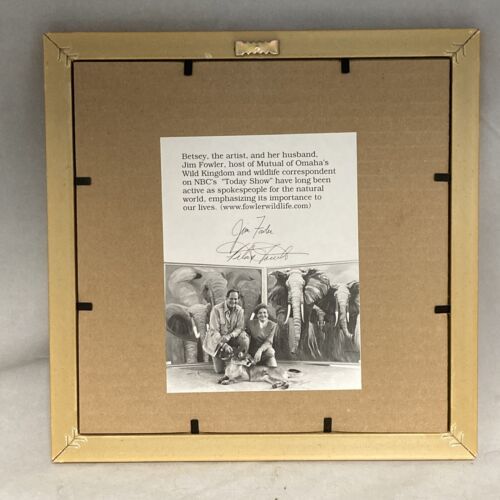 Betsey, the artist, and her husband,
Jim Fowler, host of Mutual of Omaha's
Wild Kingdom and wildlife correspondent
on NBC's "Today Show" have long been
active as spokespeople for the natural
world, emphasizing its importance to
our lives. (www.fowlerwildlife.com)
Jim Fowler